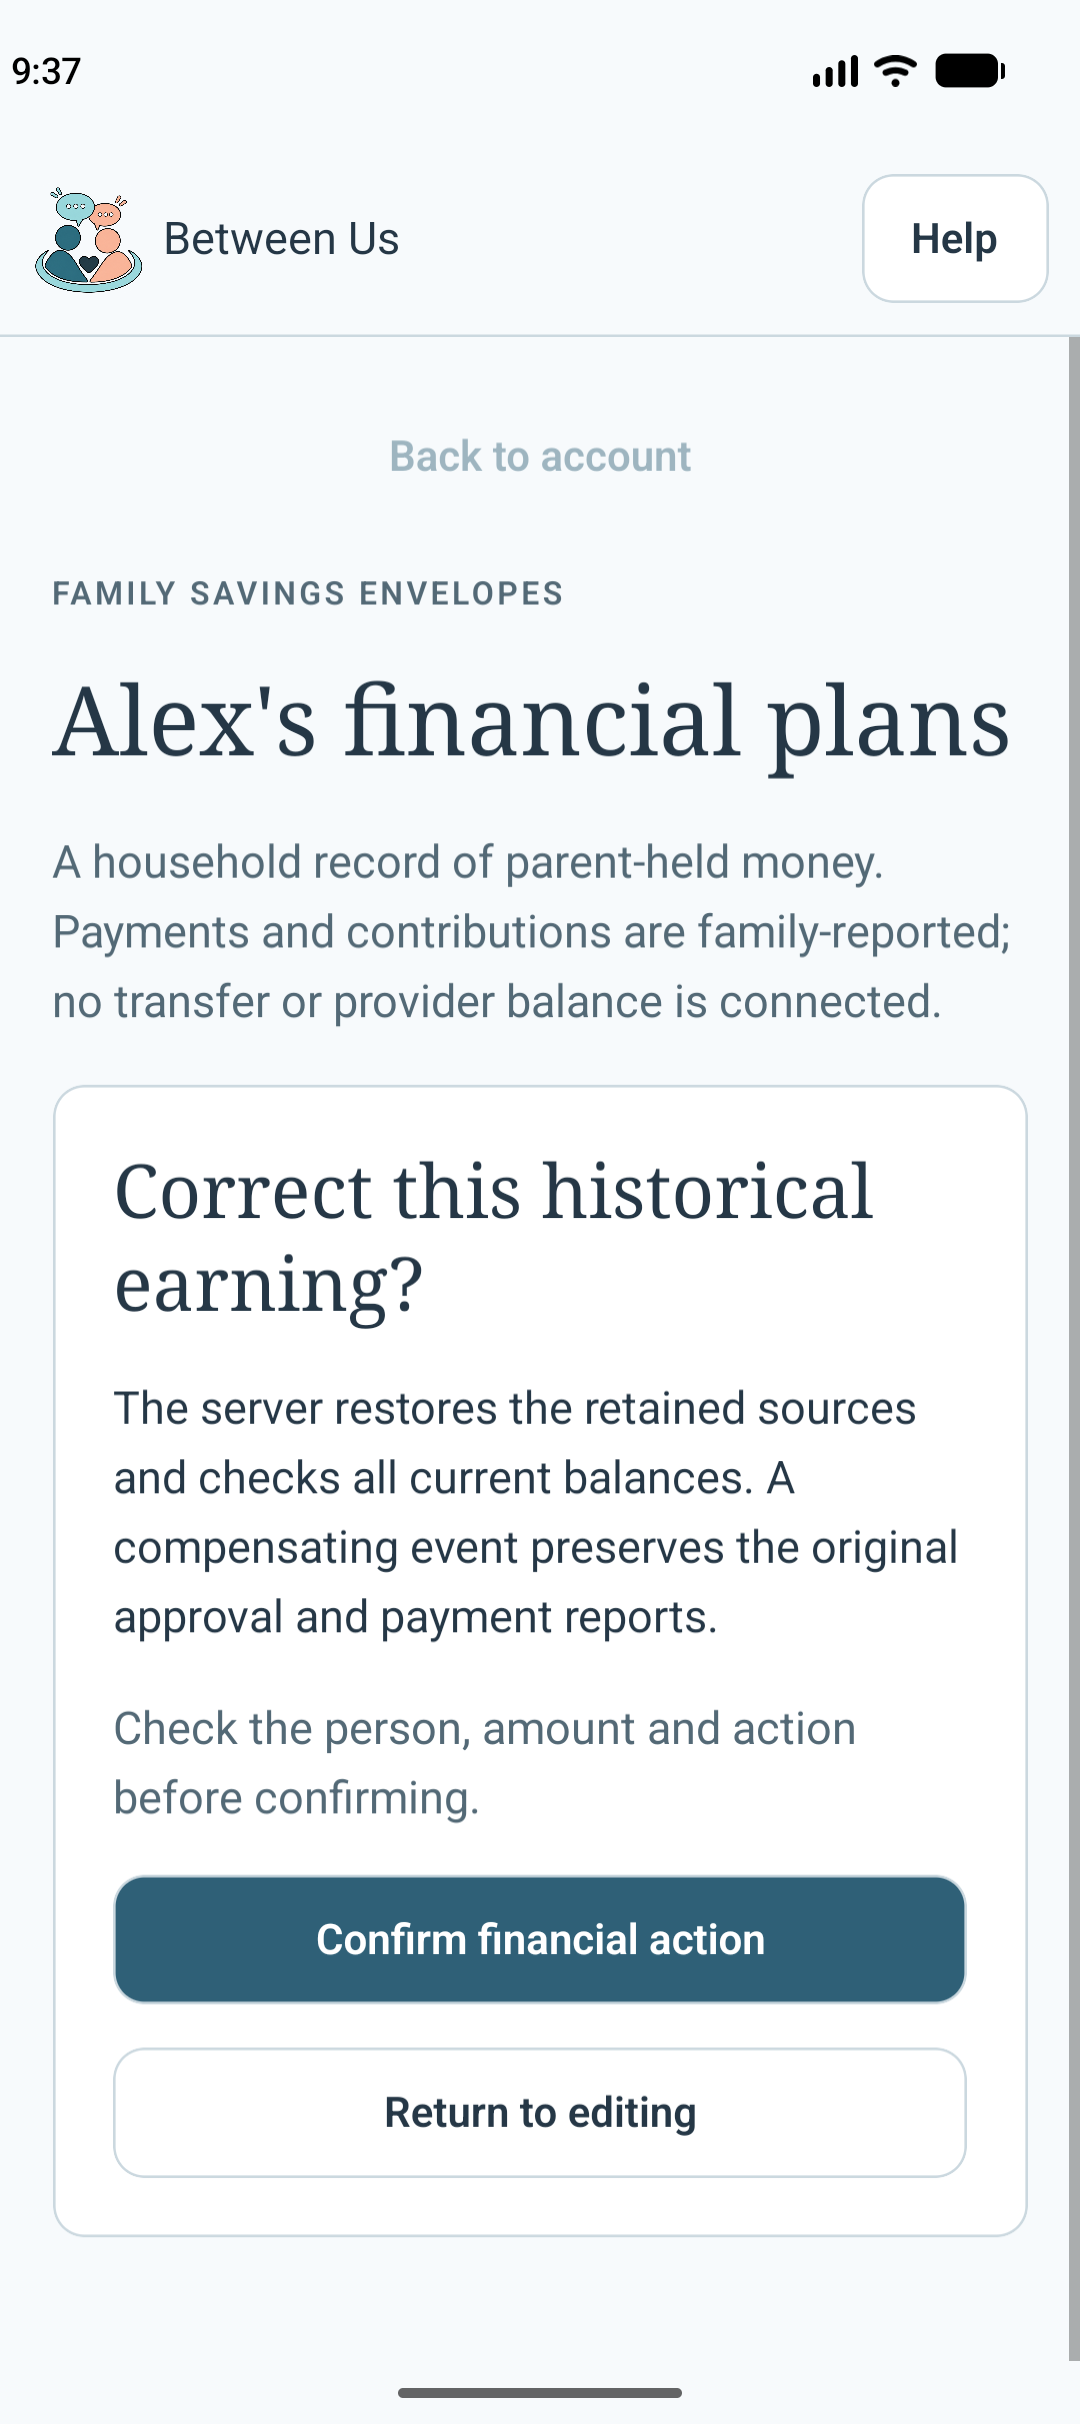 9:37
Between Us
Help
Back to account
FAMILY SAVINGS ENVELOPES
Alex's financial plans
A household record of parent-held money.
Payments and contributions are family-reported;
no transfer or provider balance is connected.
Correct this historical
earning?
The server restores the retained sources
and checks all current balances. A
compensating event preserves the original
approval and payment reports.
Check the person, amount and action
before confirming.
Confirm financial action
Return to editing